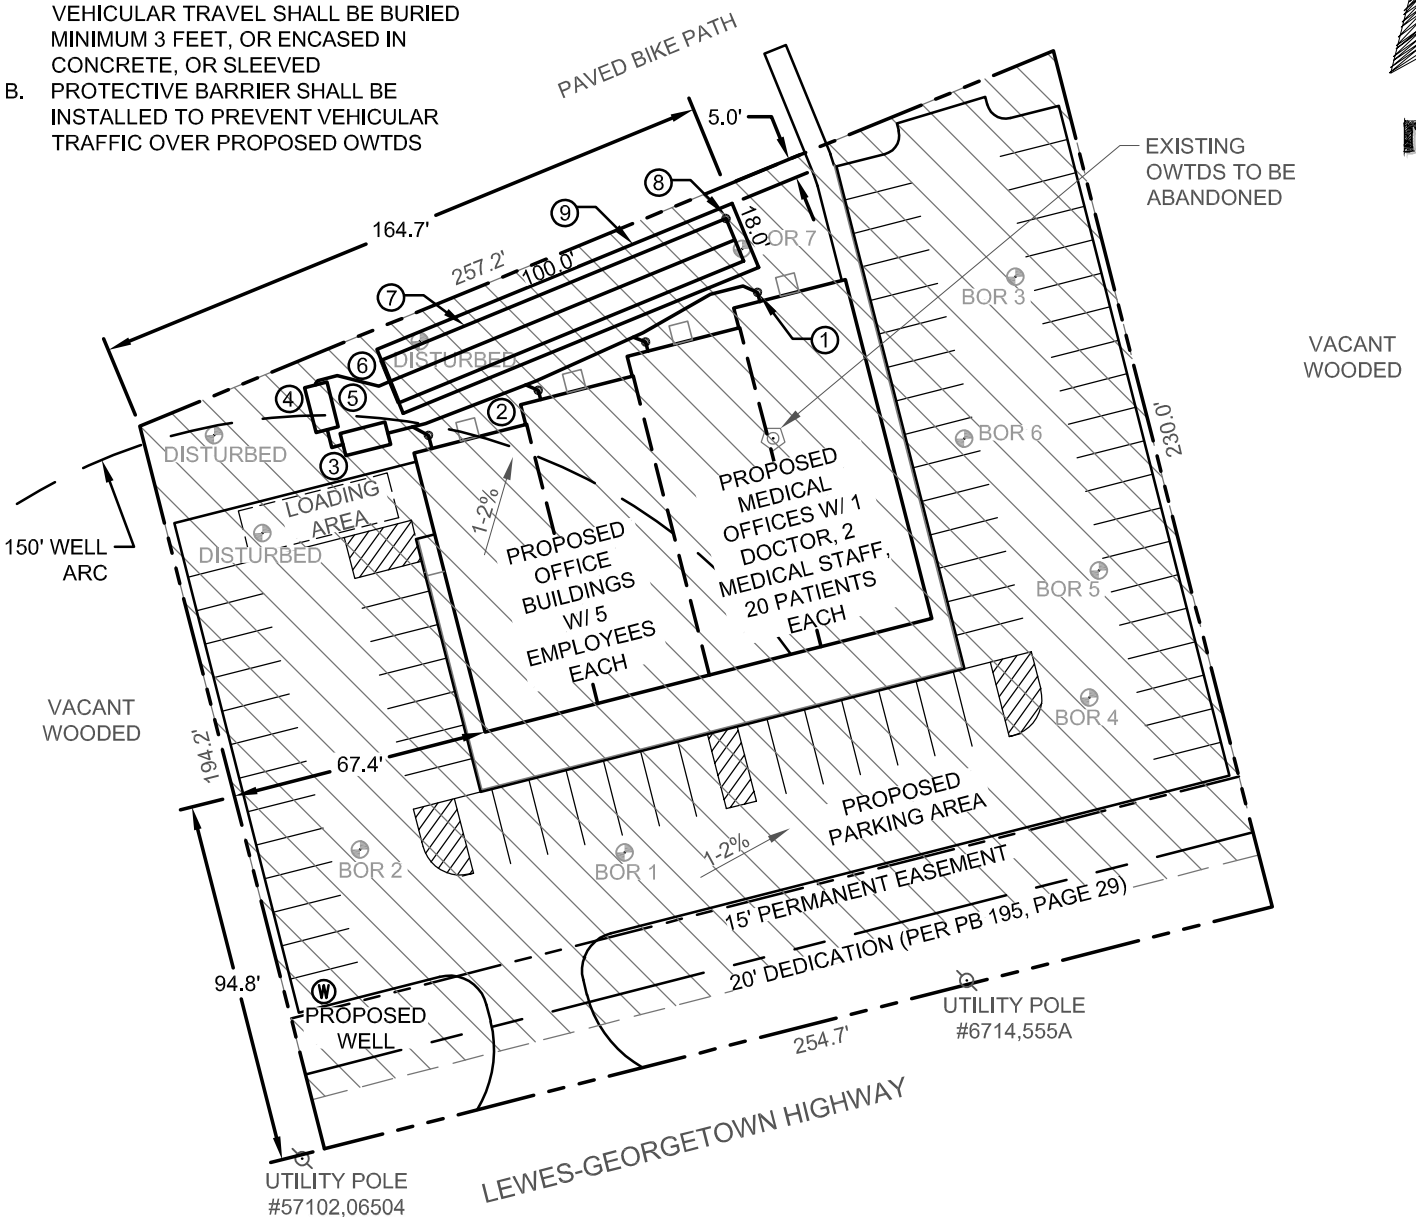 VEHICULAR TRAVEL SHALL BE BURIED
MINIMUM 3 FEET, OR ENCASED IN
CONCRETE, OR SLEEVED
B. PROTECTIVE BARRIER SHALL BE
INSTALLED TO PREVENT VEHICULAR
TRAFFIC OVER PROPOSED OWTDS
PAVED BIKE PATH
5.0'
EXISTING
OWTDS TO BE
ABANDONED
164.7'
257.2'
100.0'
18.0'
8
9
7
6
4
5
2
3
1
BOR 7
BOR 3
DISTURBED
DISTURBED
DISTURBED
VACANT
WOODED
BOR 6
230.0'
LOADING
AREA
150' WELL
ARC
1-2%
PROPOSED
OFFICE
BUILDINGS
W/ 5
EMPLOYEES
EACH
PROPOSED
MEDICAL
OFFICES W/ 1
DOCTOR, 2
MEDICAL STAFF,
20 PATIENTS
EACH
BOR 5
BOR 4
VACANT
WOODED
194.2'
67.4'
PROPOSED
PARKING AREA
1-2%
BOR 2
BOR 1
15' PERMANENT EASEMENT
20' DEDICATION (PER PB 195, PAGE 29)
94.8'
W
PROPOSED
WELL
UTILITY POLE
#6714,555A
254.7'
LEWES-GEORGETOWN HIGHWAY
UTILITY POLE
#57102,06504